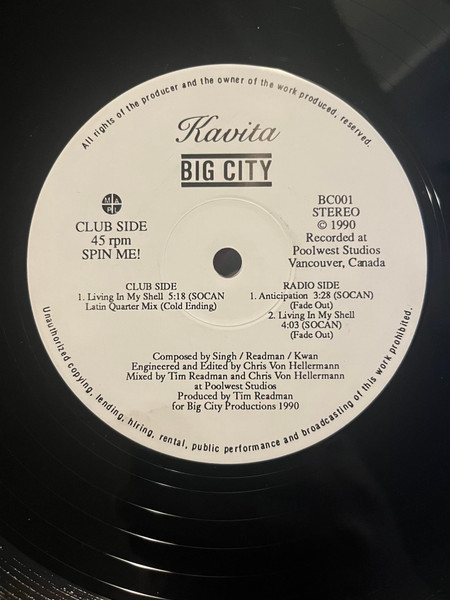 All rights of the producer and the owner of the work produced, reserved.
Kavita
BIG CITY
M A
P L
CLUB SIDE
45 rpm
SPIN ME!
BC001
STEREO
© 1990
Recorded at
Poolwest Studios
Vancouver, Canada
CLUB SIDE
1. Living In My Shell 5:18 (SOCAN
Latin Quarter Mix (Cold Ending)
RADIO SIDE
1. Anticipation 3:28 (SOCAN)
(Fade Out)
2. Living In My Shell
4:03 (SOCAN)
(Fade Out)
Composed by Singh / Readman / Kwan
Engineered and Edited by Chris Von Hellermann
Mixed by Tim Readman and Chris Von Hellermann
at Poolwest Studios
Produced by Tim Readman
for Big City Productions 1990
Unauthorized copying, lending, hiring, rental, public performance and broadcasting of this work prohibited.